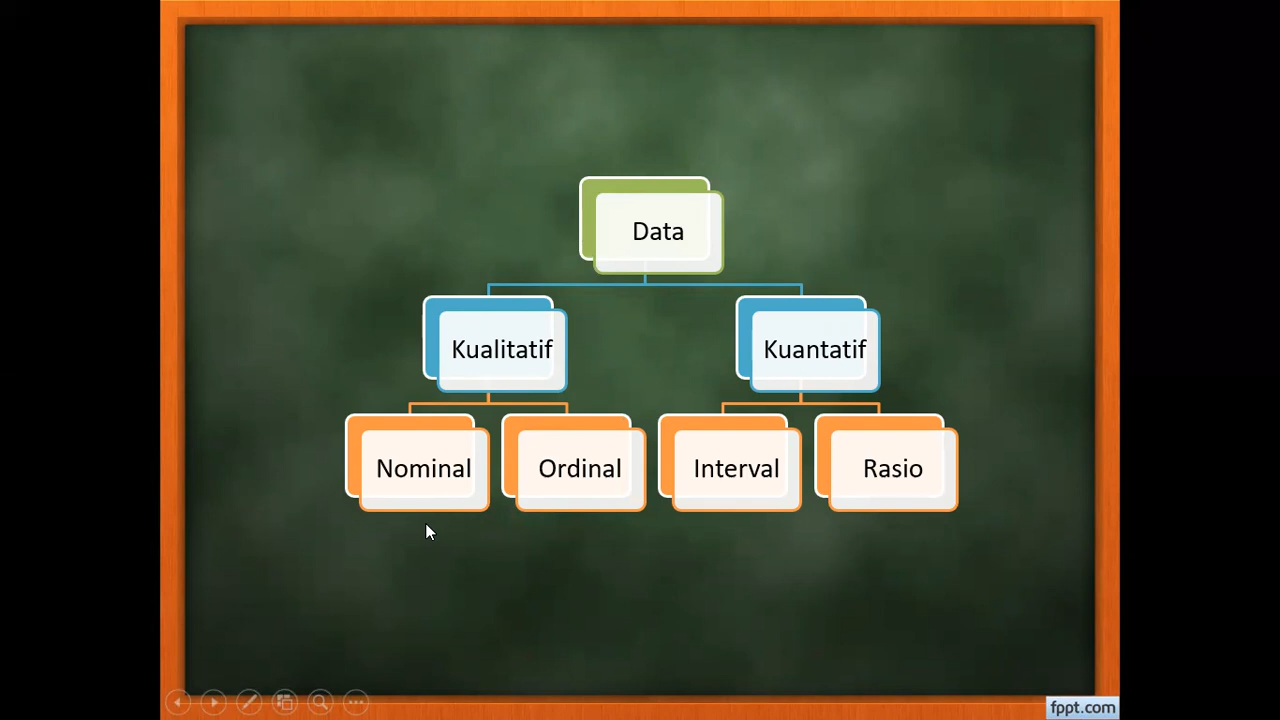 Data
Kualitatif
Kuantatif
Nominal
Ordinal
Interval
Rasio
fppt.com